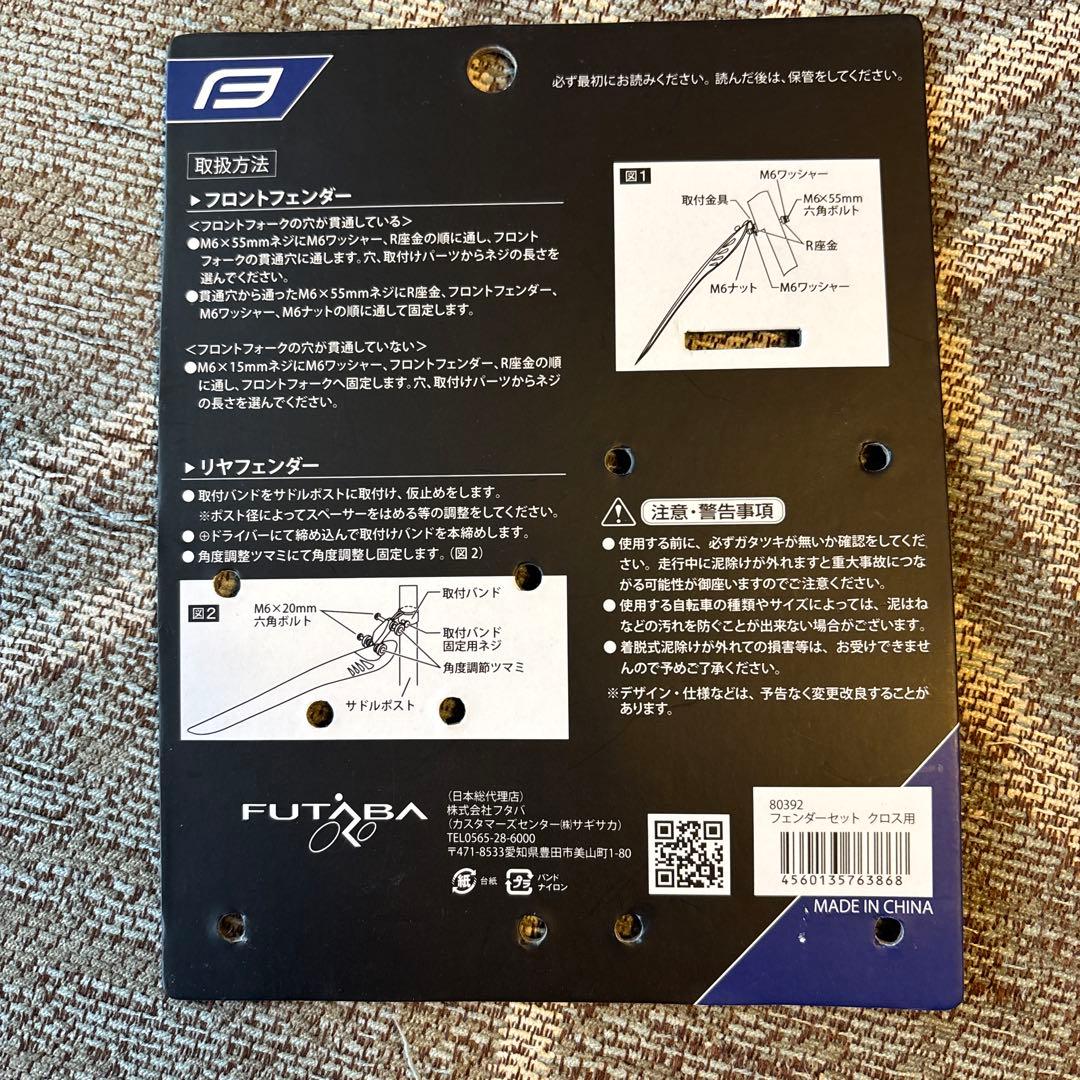 必ず最初にお読みください。読んだ後は、保管をしてください。
取扱方法
▶フロントフェンダー
＜フロントフォークの穴が貫通している＞
●M6×55mmネジにM6ワッシャー、R座金の順に通し、フロント
フォークの貫通穴に通します。穴、取付けパーツからネジの長さを
選んでください。
●貫通穴から通ったM6×55mmネジにR座金、フロントフェンダー、
M6ワッシャー、M6ナットの順に通して固定します。
＜フロントフォークの穴が貫通していない＞
●M6×15mmネジにM6ワッシャー、フロントフェンダー、R座金の順
に通し、フロントフォークへ固定します。穴、取付けパーツからネジ
の長さを選んでください。
図1
M6ワッシャー
取付金具
M6×55mm
六角ボルト
R座金
M6ナット
M6ワッシャー
▶リヤフェンダー
●取付バンドをサドルポストに取付け、仮止めをします。
※ポスト径によってスペーサーをはめる等の調整をしてください。
●⊕ドライバーにて締め込んで取付けバンドを本締めします。
●角度調整ツマミにて角度調整し固定します。（図2）
図2
M6×20mm
六角ボルト
取付バンド
取付バンド
固定用ネジ
角度調節ツマミ
サドルポスト
注意・警告事項
●使用する前に、必ずガタツキが無いか確認をしてくだ
さい。走行中に泥除けが外れますと重大事故につな
がる可能性が御座いますのでご注意ください。
●使用する自転車の種類やサイズによっては、泥はね
などの汚れを防ぐことが出来ない場合がございます。
●着脱式泥除けが外れての損害等は、お受けできませ
んので予めご了承ください。
※デザイン・仕様などは、予告なく変更改良することが
あります。
FUTABA
（日本総代理店）
株式会社フタバ
（カスタマーズセンター㈱サギサカ）
TEL0565-28-6000
〒471-8533愛知県豊田市美山町1-80
紙 台紙
プラ バンド
ナイロン
80392
フェンダーセット クロス用
4560135763868
MADE IN CHINA